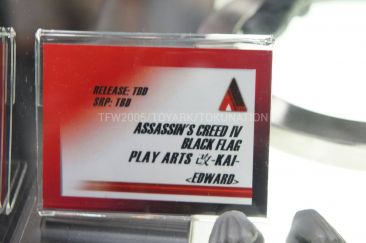 RELEASE: TBD
SRP: TBD
TFW2005/TOYARK/TOKUNATION
ASSASSIN'S CREED IV
BLACK FLAG
PLAY ARTS 改-KAI-
<EDWARD>